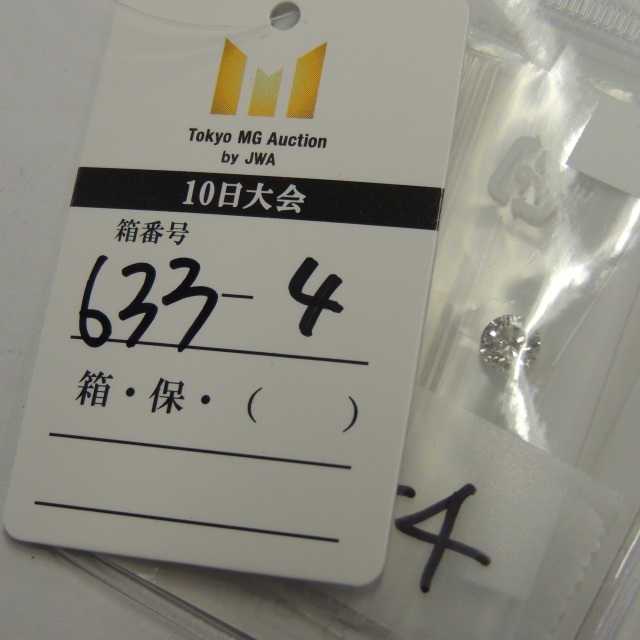 Tokyo MG Auction
by JWA
10日大会
箱番号
633-4
箱・保・(　　)
-4